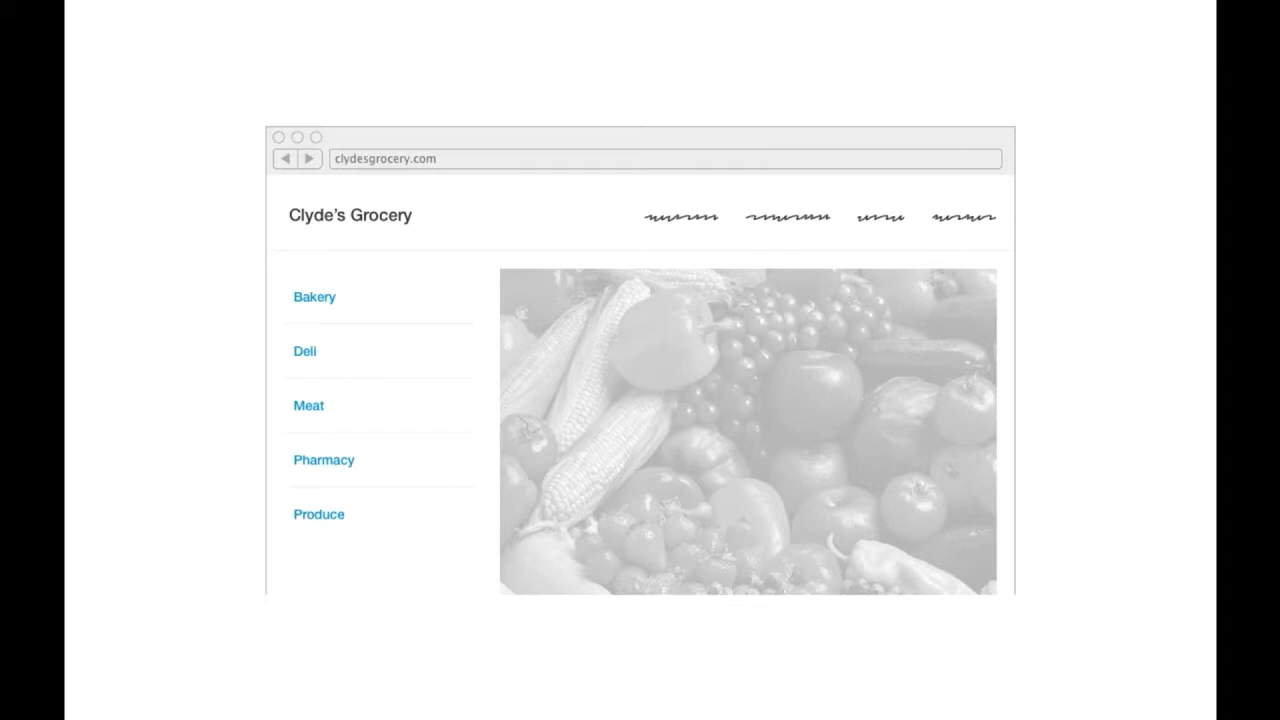 clydesgrocery.com
Clyde's Grocery
Bakery
Deli
Meat
Pharmacy
Produce